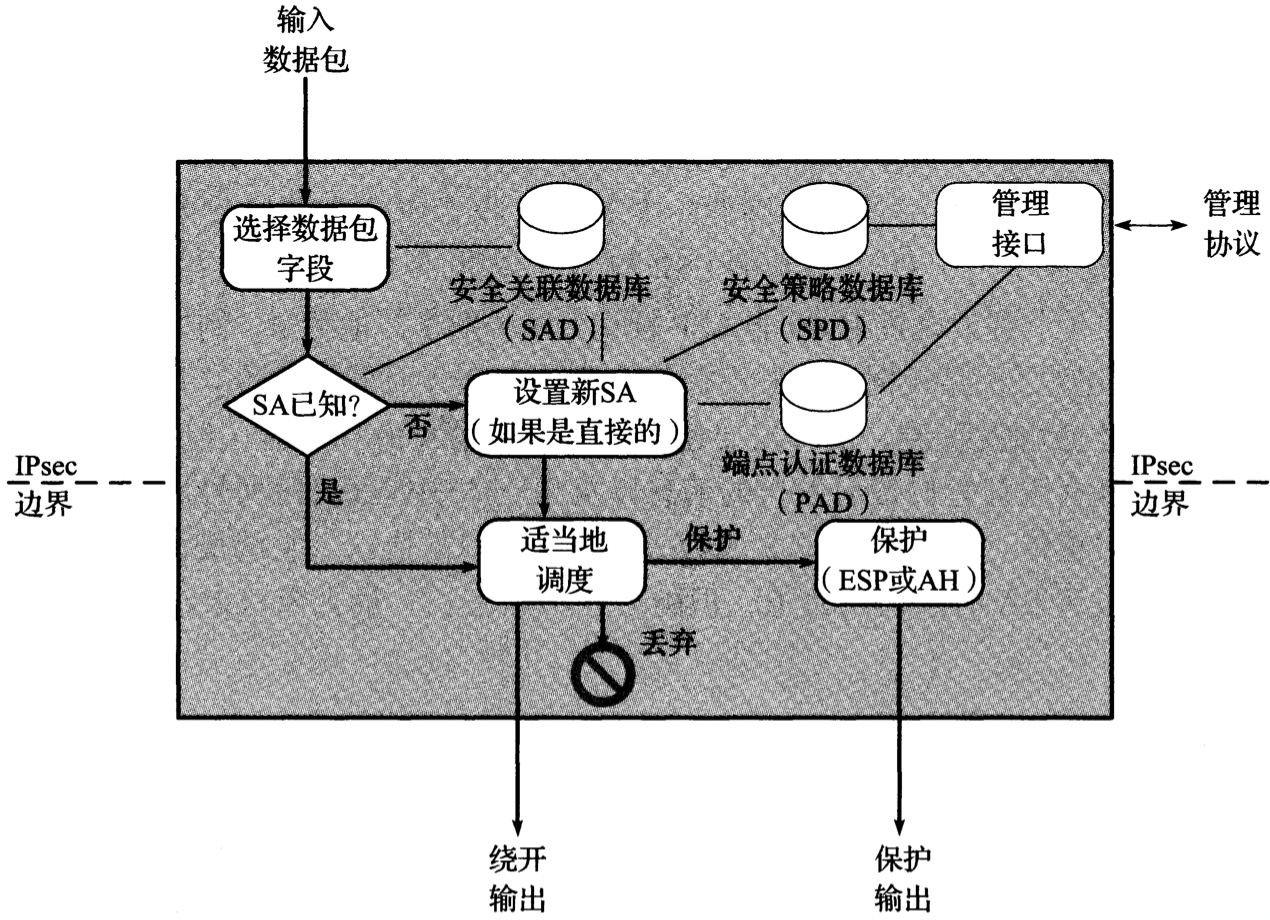 输入
数据包
选择数据包
字段
安全关联数据库
（SAD）
安全策略数据库
（SPD）
管理
接口
管理
协议
SA已知?
否
设置新SA
（如果是直接的）
端点认证数据库
（PAD）
IPsec
边界
IPsec
边界
是
适当地
调度
保护
保护
（ESP或AH）
丢弃
绕开
输出
保护
输出